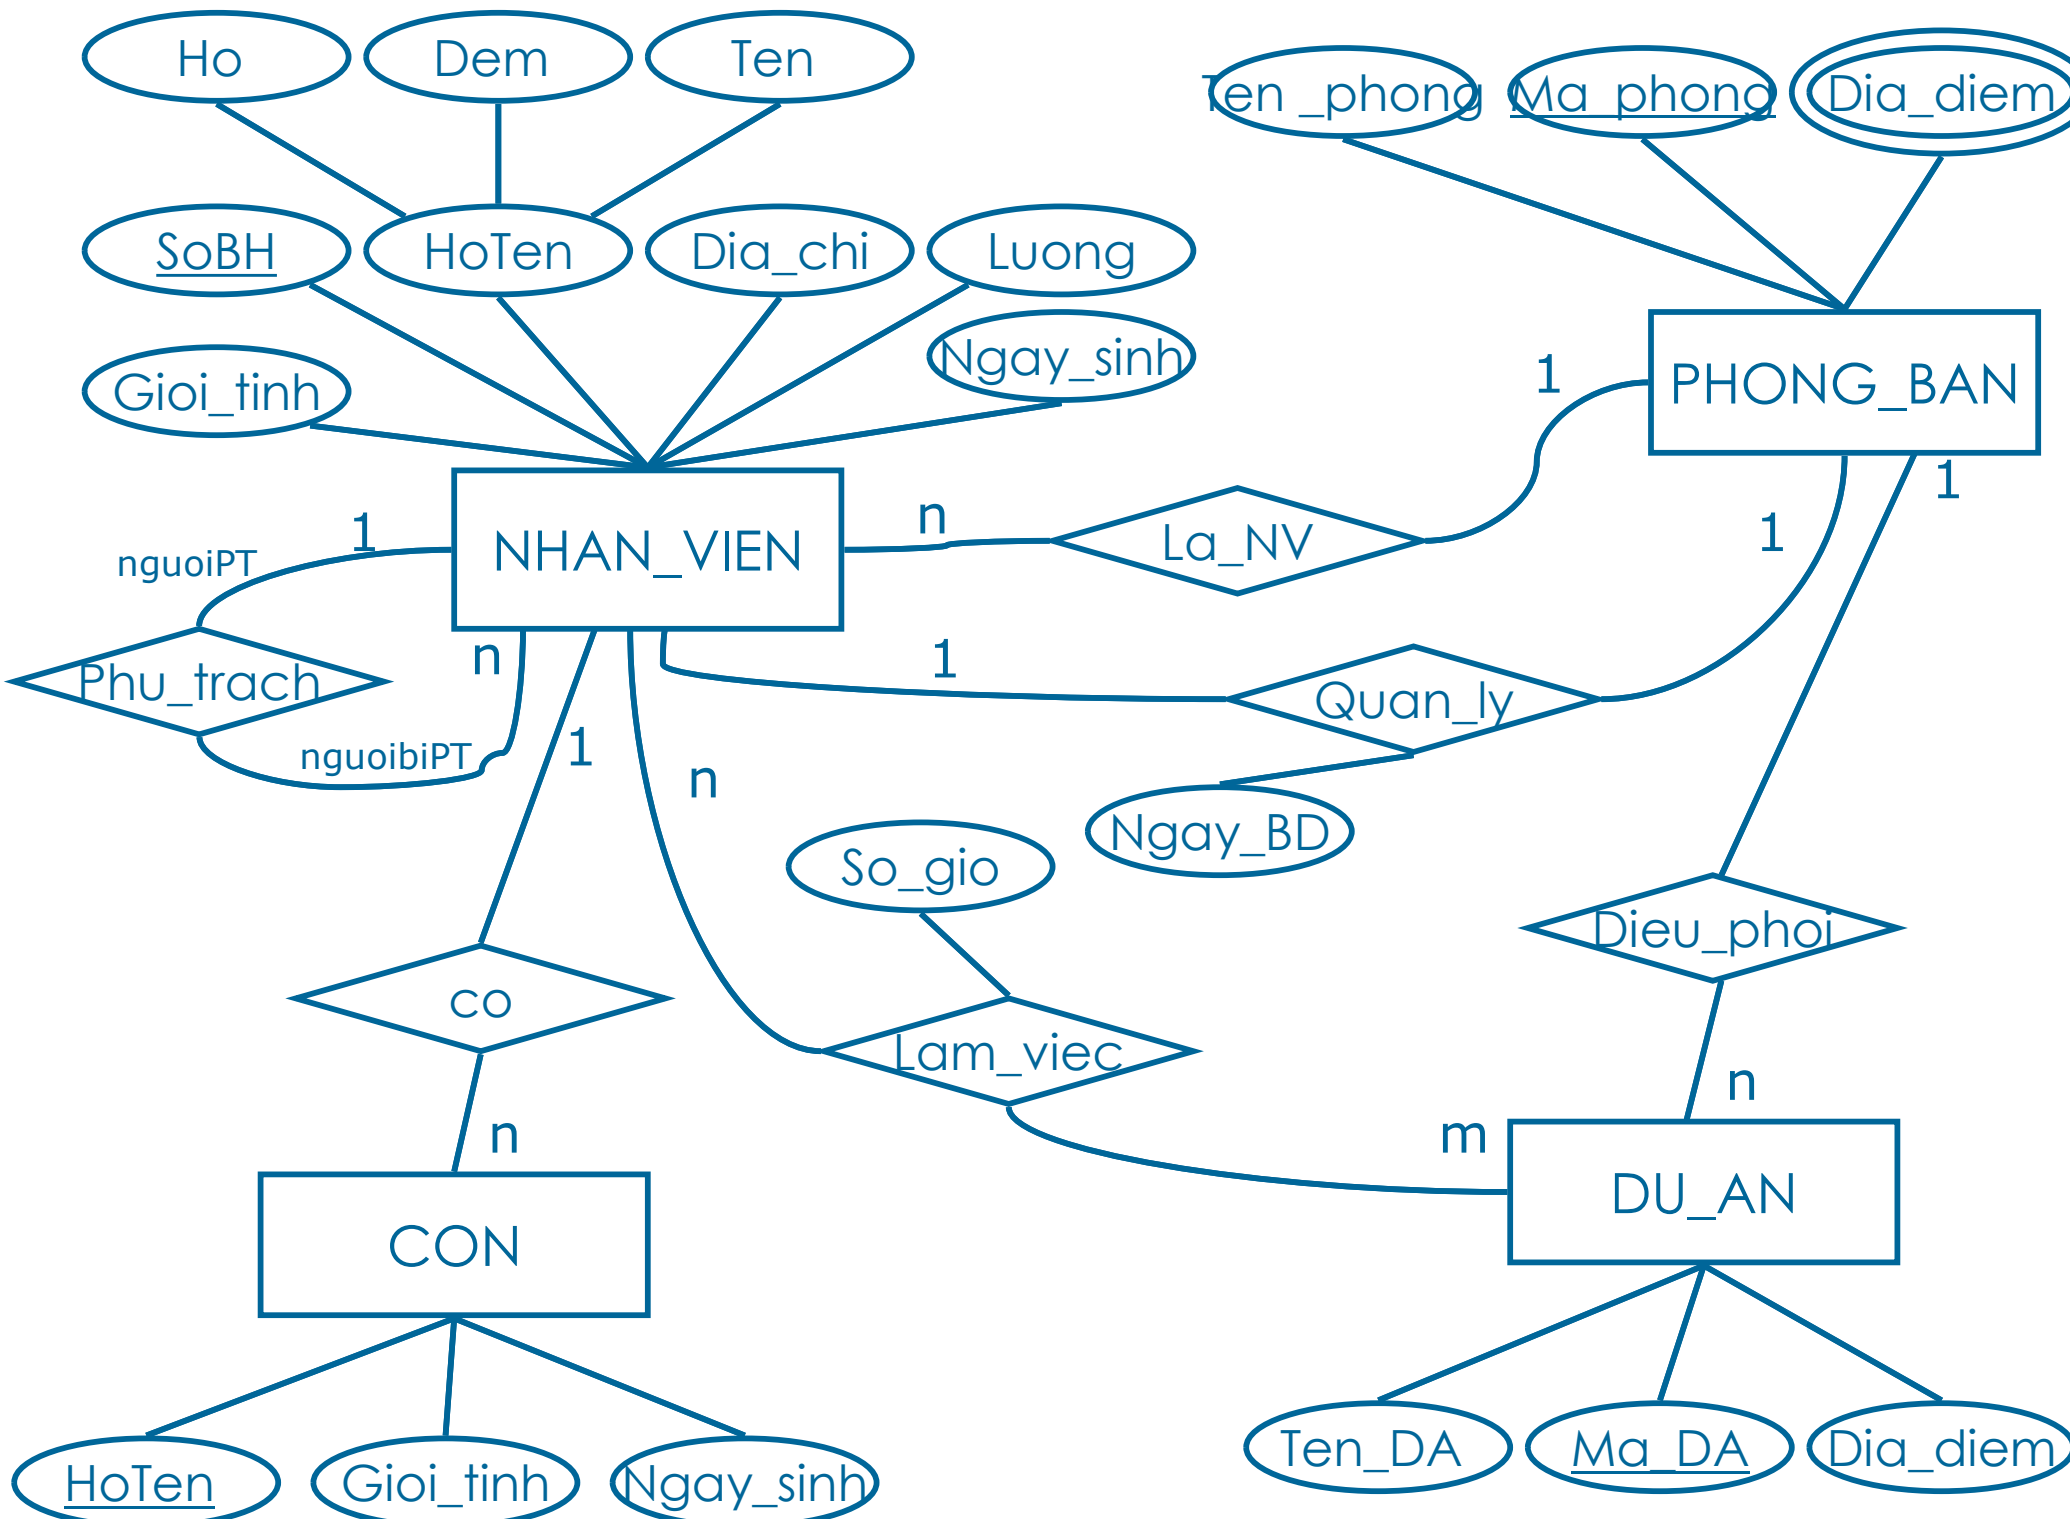 Ho
Dem
Ten
Ten _phong
Ma_phong
Dia_diem
SoBH
HoTen
Dia_chi
Luong
Gioi_tinh
Ngay_sinh
PHONG_BAN
1
1
1
1
nguoiPT
NHAN_VIEN
n
La_NV
Phu_trach
n
1
Quan_ly
nguoibiPT
1
n
Ngay_BD
So_gio
Dieu_phoi
co
Lam_viec
n
n
m
CON
DU_AN
HoTen
Gioi_tinh
Ngay_sinh
Ten_DA
Ma_DA
Dia_diem